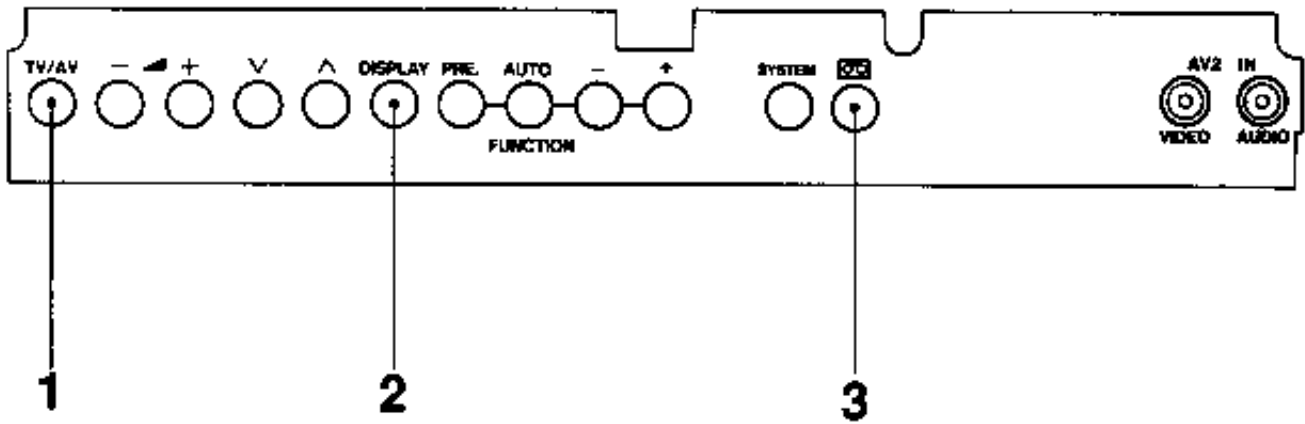 TV/AV − + ∨ ∧ DISPLAY PRE. AUTO − + SYSTEM AV2 IN
FUNCTION VIDEO AUDIO
1 2 3